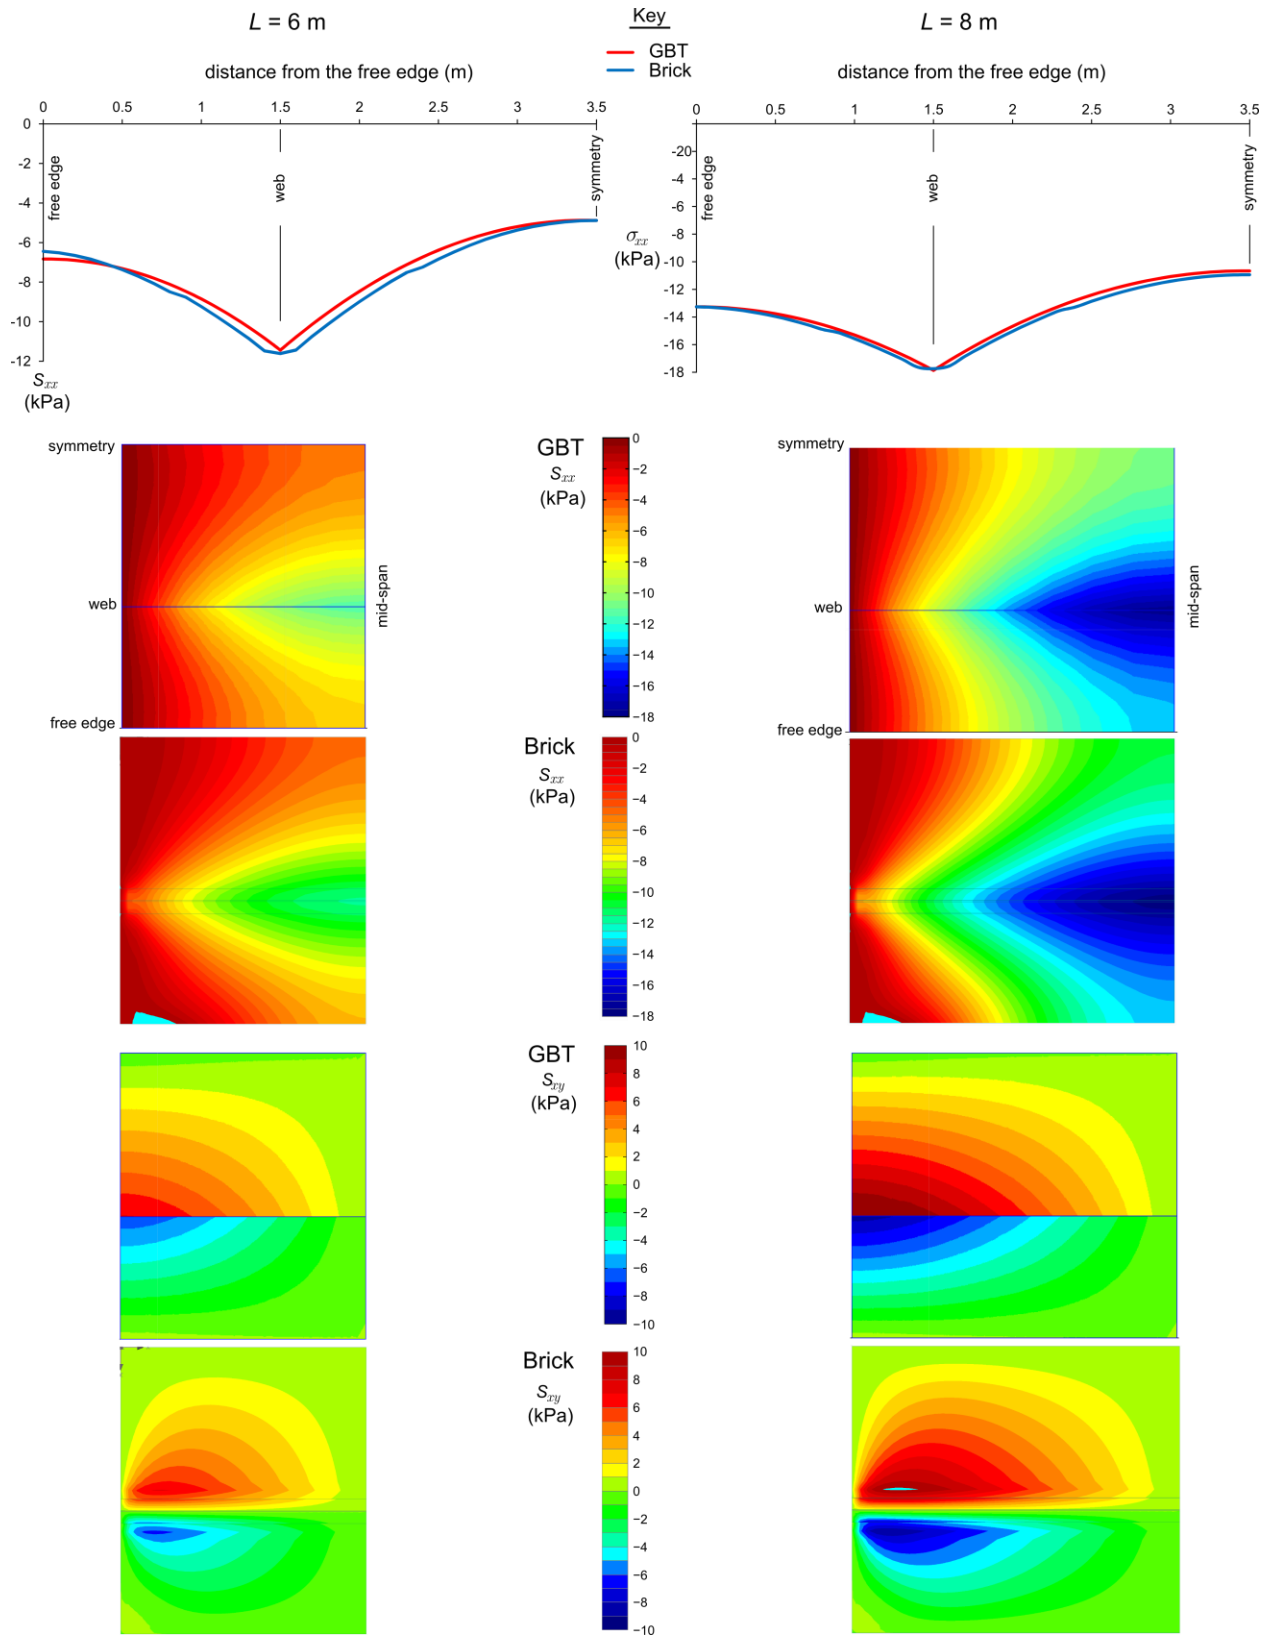 L = 6 m
Key
L = 8 m
GBT
Brick
distance from the free edge (m)
distance from the free edge (m)
0 0.5 1 1.5 2 2.5 3 3.5
0 0.5 1 1.5 2 2.5 3 3.5
0
-2
-4
-6
-8
-10
-12
free edge
web
symmetry
Sxx
(kPa)
-20
-4
-6
-8
-10
-12
-14
-16
-18
free edge
web
symmetry
σxx
(kPa)
symmetry
web
free edge
mid-span
GBT
Sxx
(kPa)
0
−2
−4
−6
−8
−10
−12
−14
−16
−18
symmetry
web
free edge
mid-span
Brick
Sxx
(kPa)
0
−2
−4
−6
−8
−10
−12
−14
−16
−18
GBT
Sxy
(kPa)
10
8
6
4
2
0
−2
−4
−6
−8
−10
Brick
Sxy
(kPa)
10
8
6
4
2
0
−2
−4
−6
−8
−10